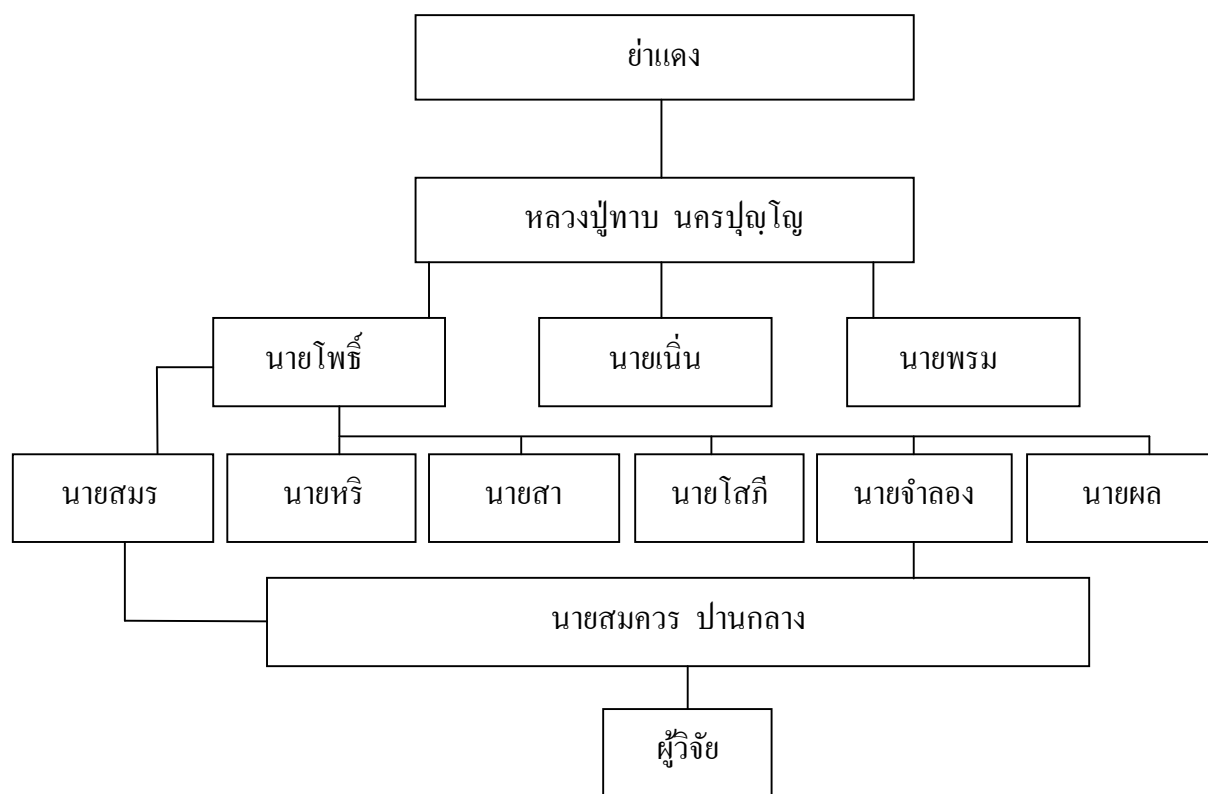 ย่าแดง
หลวงปู่ทาบ นครปุญฺโญ
นายโพธิ์
นายเนิ่น
นายพรม
นายสมร
นายหริ
นายสา
นายโสภี
นายจำลอง
นายผล
นายสมควร ปานกลาง
ผู้วิจัย